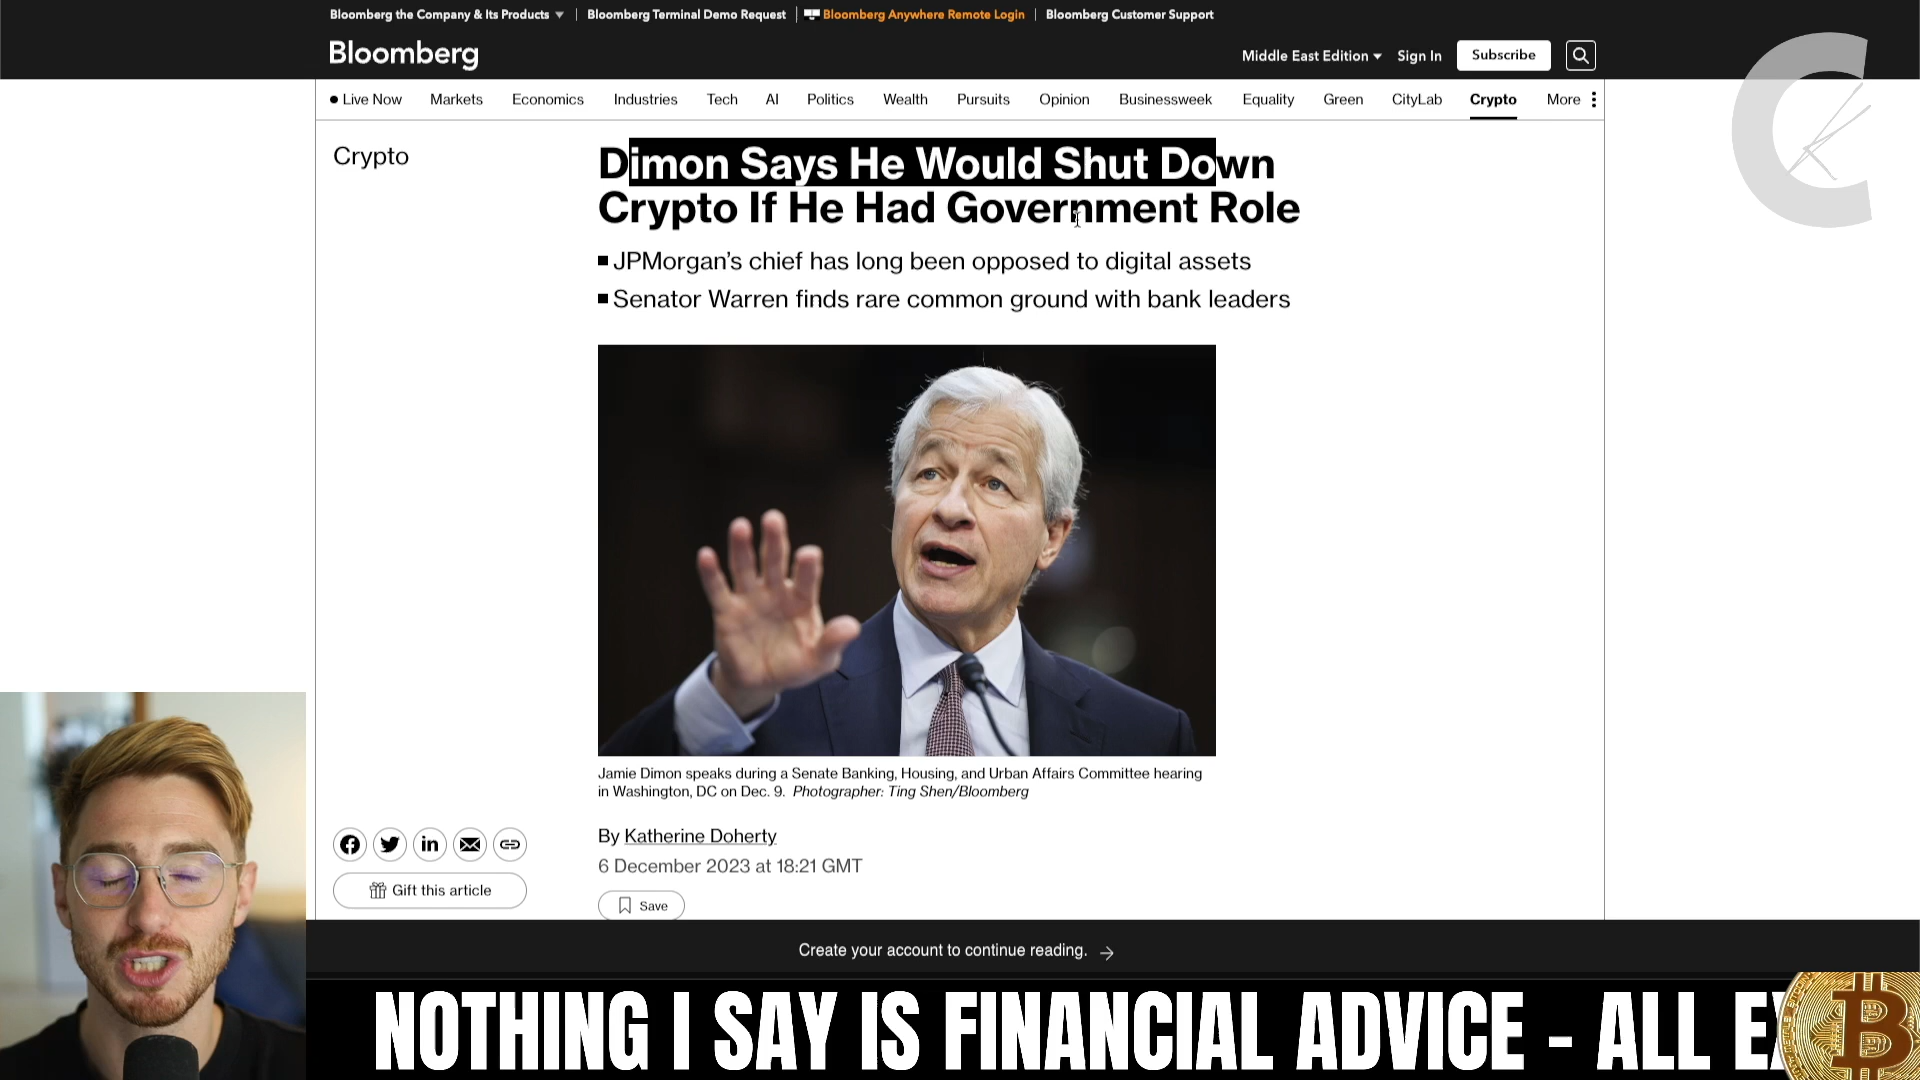 Bloomberg the Company & Its Products
Bloomberg Terminal Demo Request
Bloomberg Anywhere Remote Login
Bloomberg Customer Support
Bloomberg
Middle East Edition
Sign In
Subscribe
Live Now
Markets
Economics
Industries
Tech
AI
Politics
Wealth
Pursuits
Opinion
Businessweek
Equality
Green
CityLab
Crypto
More
Crypto
Dimon Says He Would Shut Down
Crypto If He Had Government Role
JPMorgan's chief has long been opposed to digital assets
Senator Warren finds rare common ground with bank leaders
Jamie Dimon speaks during a Senate Banking, Housing, and Urban Affairs Committee hearing
in Washington, DC on Dec. 9. Photographer: Ting Shen/Bloomberg
By Katherine Doherty
6 December 2023 at 18:21 GMT
Gift this article
Save
Create your account to continue reading.
NOTHING I SAY IS FINANCIAL ADVICE - ALL